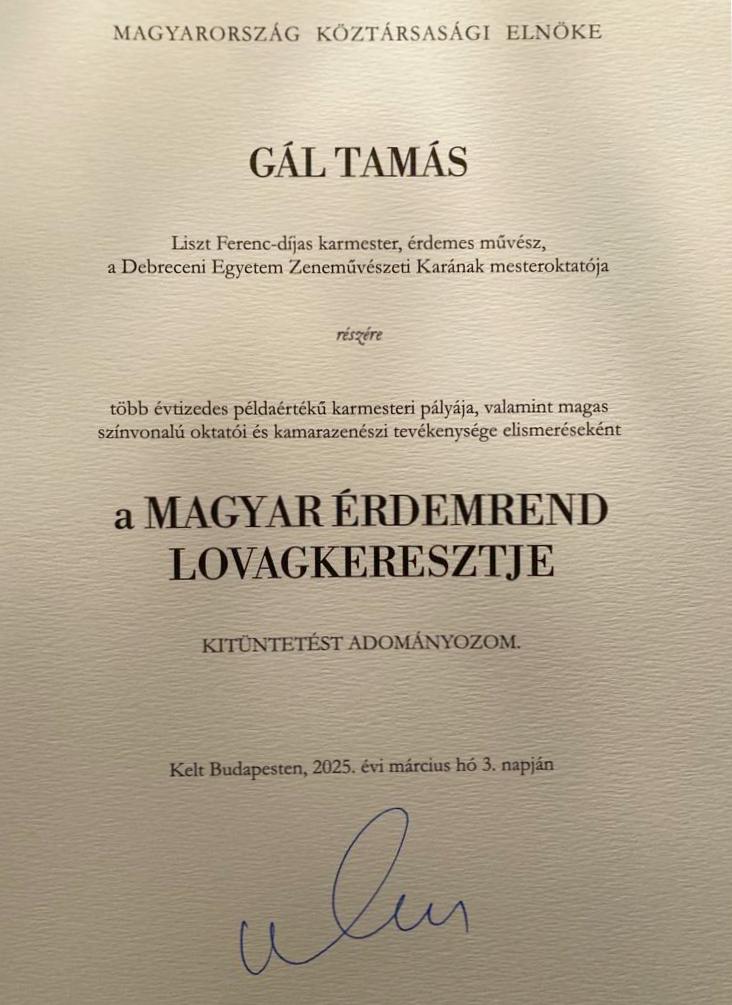 MAGYARORSZÁG KÖZTÁRSASÁGI ELNÖKE
GÁL TAMÁS
Liszt Ferenc-díjas karmester, érdemes művész,
a Debreceni Egyetem Zeneművészeti Karának mesteroktatója
részére
több évtizedes példaértékű karmesteri pályája, valamint magas
színvonalú oktatói és kamarazenészi tevékenysége elismeréseként
a MAGYAR ÉRDEMREND
LOVAGKERESZTJE
KITÜNTETÉST ADOMÁNYOZOM.
Kelt Budapesten, 2025. évi március hó 3. napján